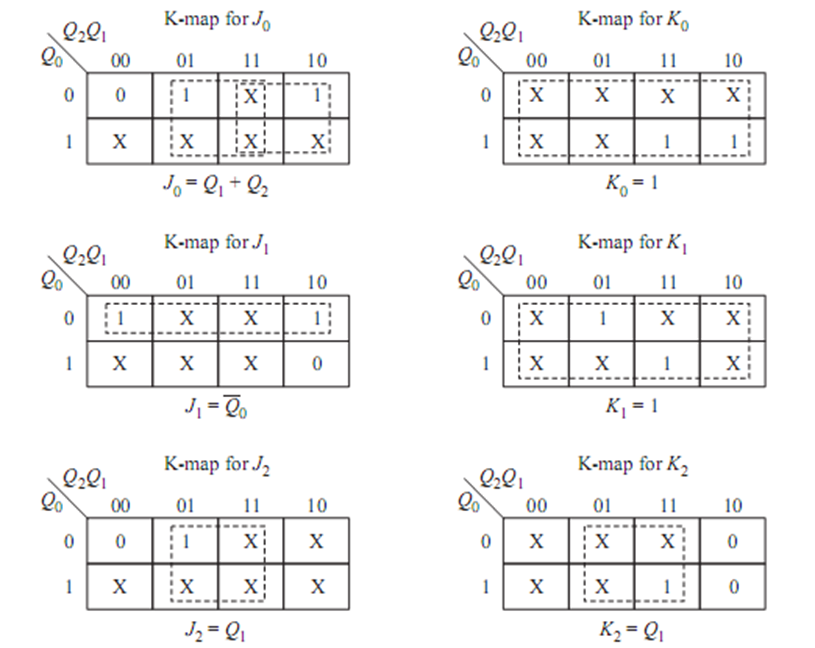 K-map for J₀
Q₂Q₁
Q₀ 00 01 11 10
0 0 1 X 1
1 X X X X
J₀ = Q₁ + Q₂
K-map for K₀
Q₂Q₁
Q₀ 00 01 11 10
0 X X X X
1 X X 1 1
K₀ = 1
K-map for J₁
Q₂Q₁
Q₀ 00 01 11 10
0 1 X X 1
1 X X X 0
J₁ = Q̅₀
K-map for K₁
Q₂Q₁
Q₀ 00 01 11 10
0 X 1 X X
1 X X 1 X
K₁ = 1
K-map for J₂
Q₂Q₁
Q₀ 00 01 11 10
0 0 1 X X
1 X X X X
J₂ = Q₁
K-map for K₂
Q₂Q₁
Q₀ 00 01 11 10
0 X X X 0
1 X X 1 0
K₂ = Q₁